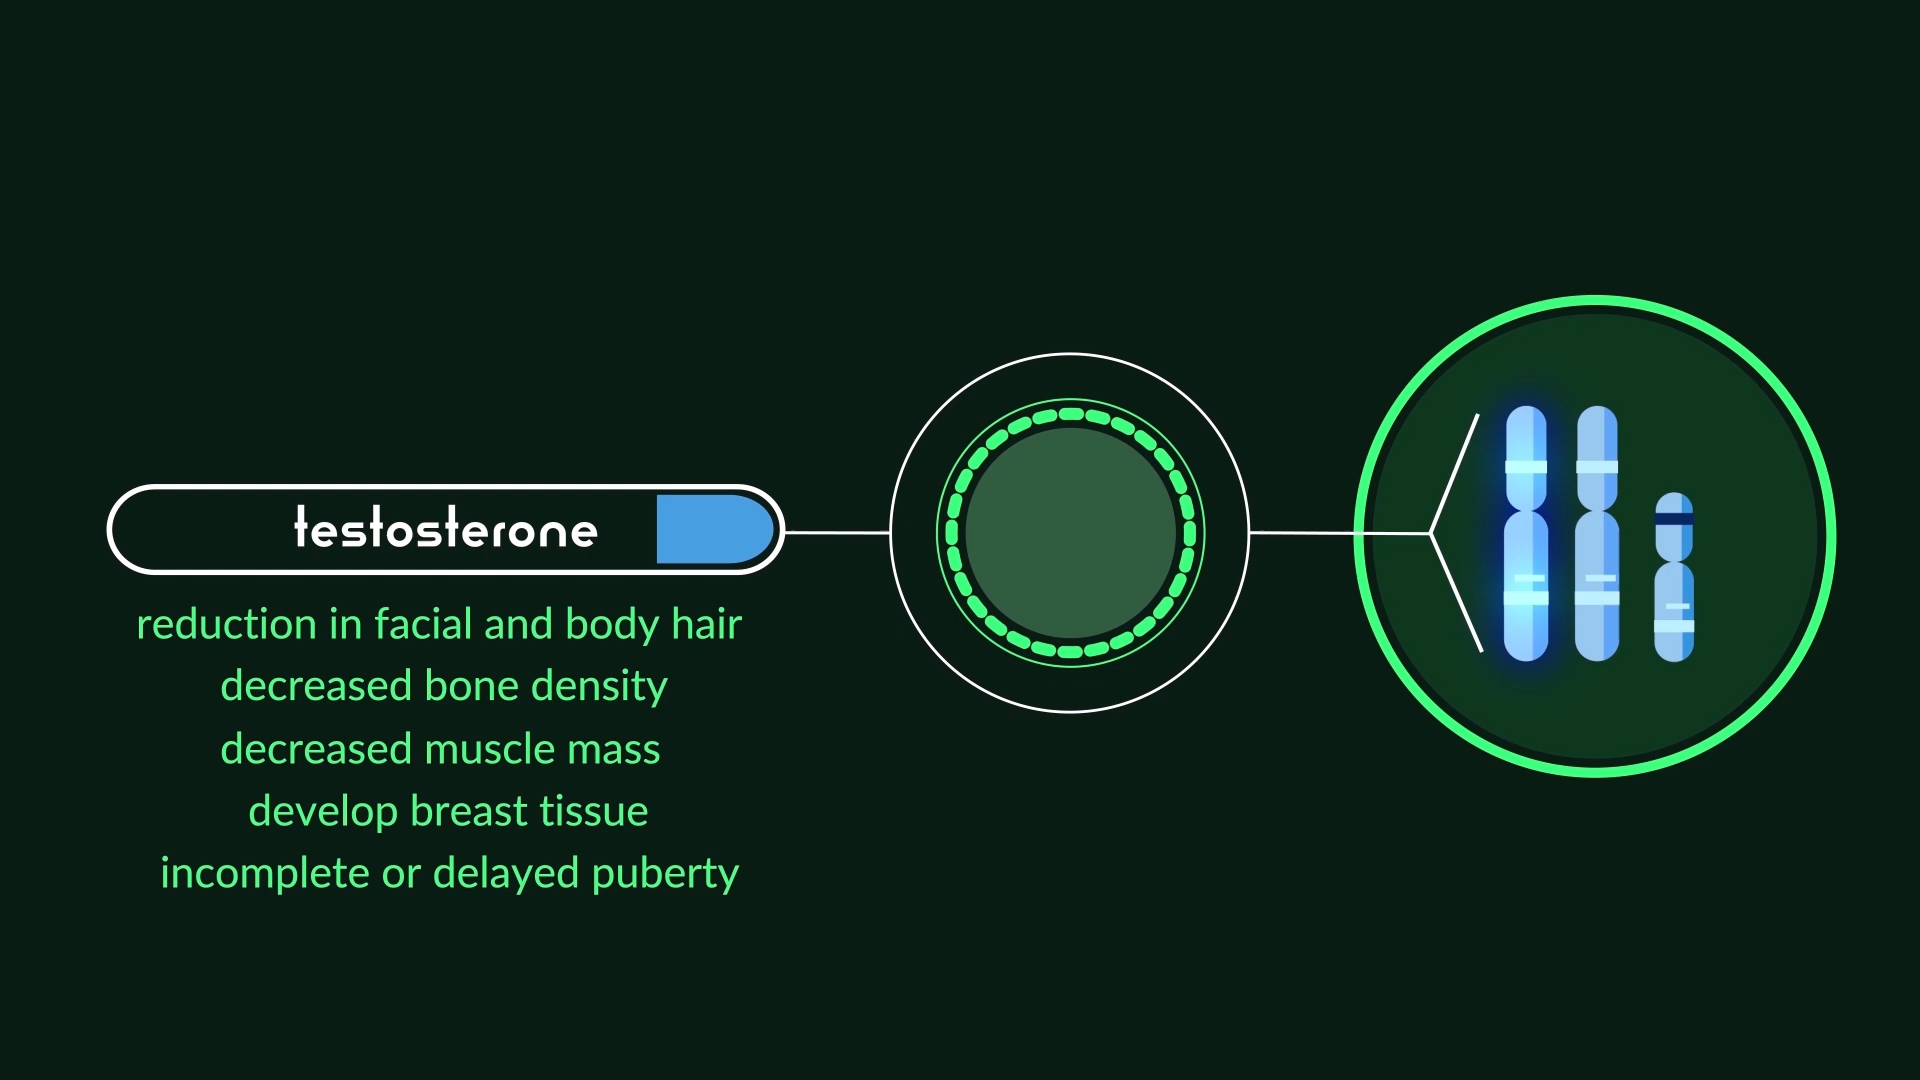 testosterone
reduction in facial and body hair
decreased bone density
decreased muscle mass
develop breast tissue
incomplete or delayed puberty